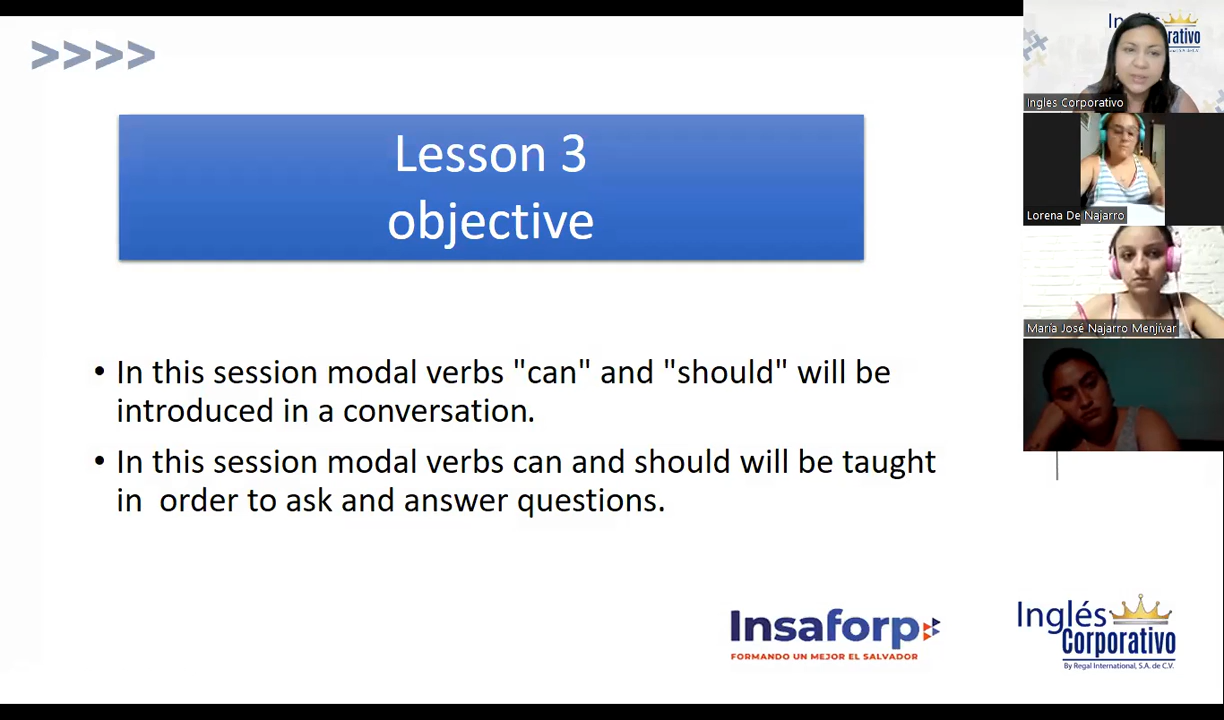 >>>>
Lesson 3
objective
• In this session modal verbs "can" and "should" will be
introduced in a conversation.
• In this session modal verbs can and should will be taught
in  order to ask and answer questions.
Insaforp
FORMANDO UN MEJOR EL SALVADOR
Inglés
Corporativo
By Regal International, S.A. de C.V.
Ingles Corporativo
Lorena De Najarro
María José Najarro Menjívar